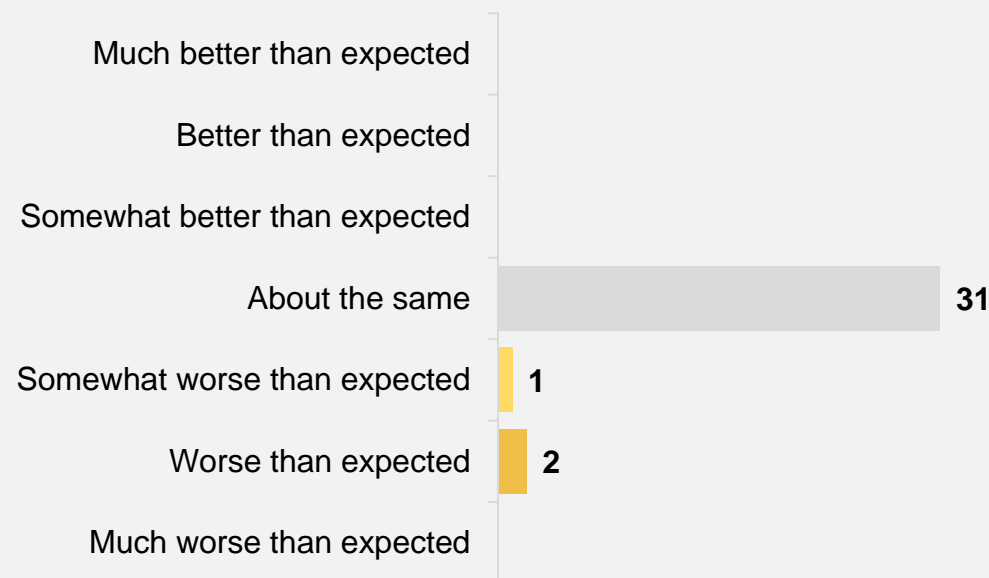 Much better than expected
Better than expected
Somewhat better than expected
About the same 31
Somewhat worse than expected 1
Worse than expected 2
Much worse than expected